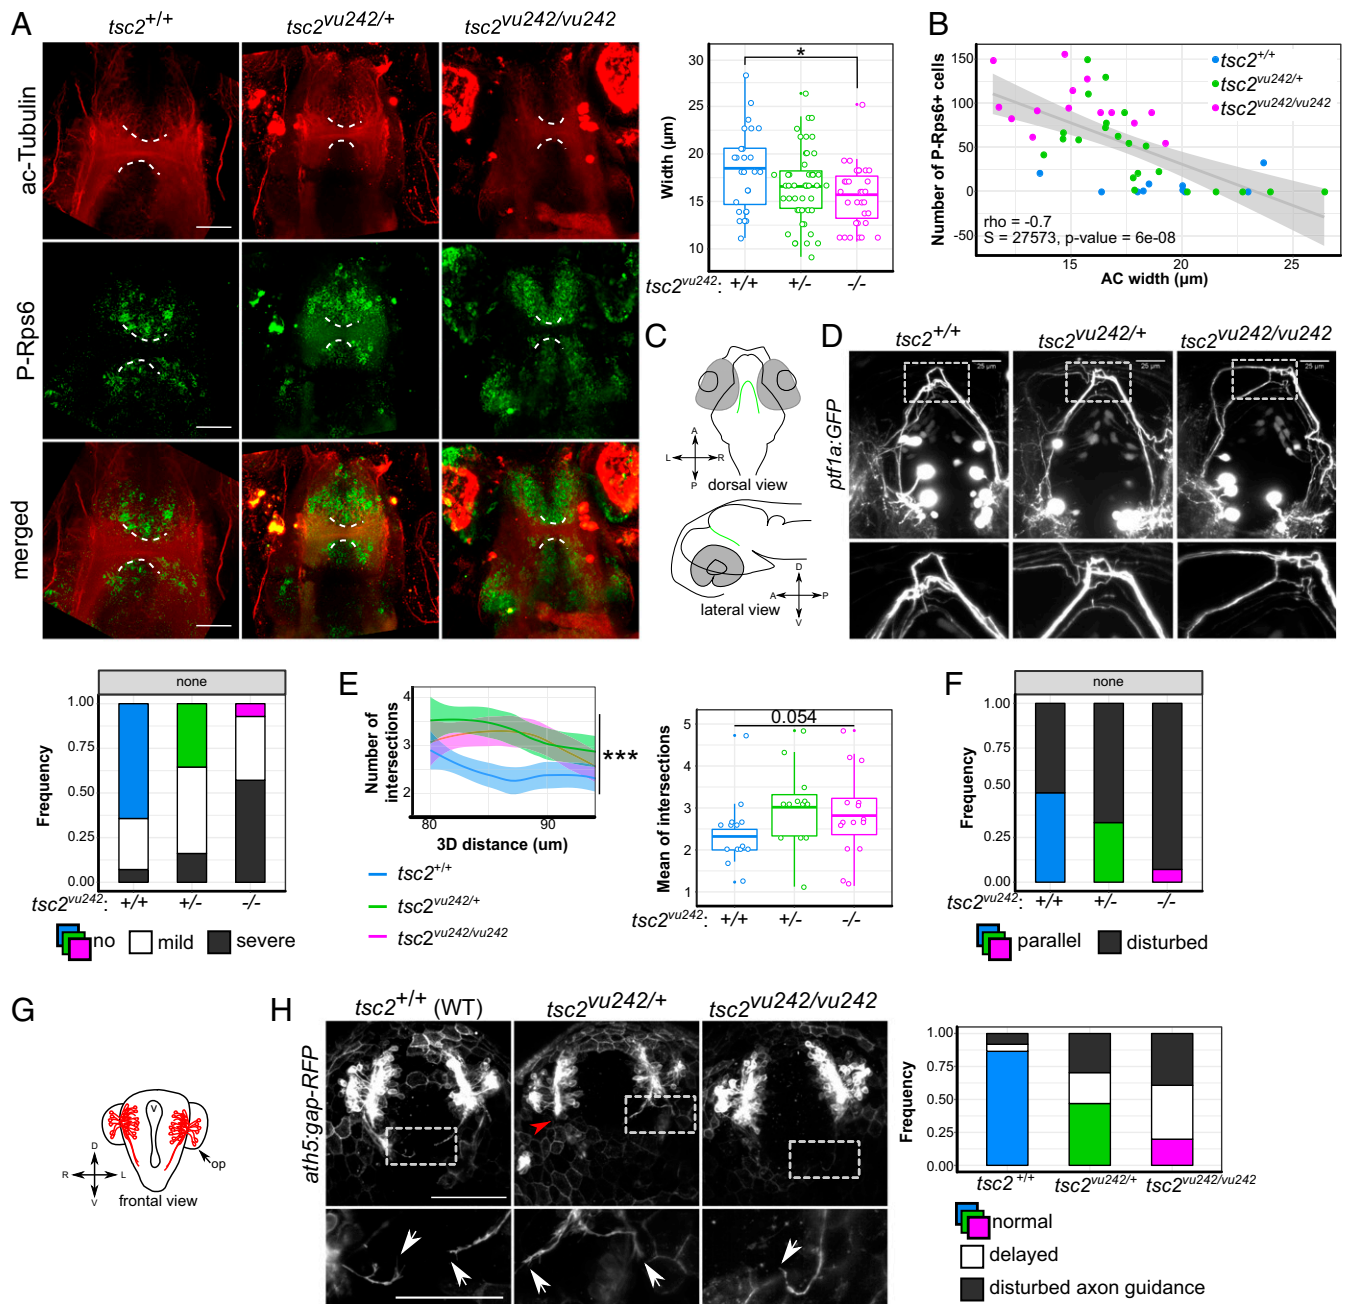 A
tsc2+/+
tsc2vu242/+
tsc2vu242/vu242
ac-Tubulin
P-Rps6
merged
*
Width (µm)
30
25
20
15
10
tsc2vu242: +/+ +/- -/-
B
Number of P-Rps6+ cells
150
100
50
0
-50
tsc2+/+
tsc2vu242/+
tsc2vu242/vu242
rho = -0.7
S = 27573, p-value = 6e-08
15 20 25
AC width (µm)
C
A
L R
P
dorsal view
D
A P
V
lateral view
D
tsc2+/+
tsc2vu242/+
tsc2vu242/vu242
ptf1a:GFP
25 µm
25 µm
25 µm
none
Frequency
1.00
0.75
0.50
0.25
0.00
tsc2vu242: +/+ +/- -/-
no mild severe
E
Number of
intersections
4
3
2
80 90
3D distance (um)
***
tsc2+/+
tsc2vu242/+
tsc2vu242/vu242
0.054
Mean of intersections
5
4
3
2
1
tsc2vu242: +/+ +/- -/-
F
none
Frequency
1.00
0.75
0.50
0.25
0.00
tsc2vu242: +/+ +/- -/-
parallel disturbed
G
V
D
R L
V
op
frontal view
H
tsc2+/+ (WT)
tsc2vu242/+
tsc2vu242/vu242
ath5:gap-RFP
Frequency
1.00
0.75
0.50
0.25
0.00
tsc2+/+ tsc2vu242/+ tsc2vu242/vu242
normal
delayed
disturbed axon guidance